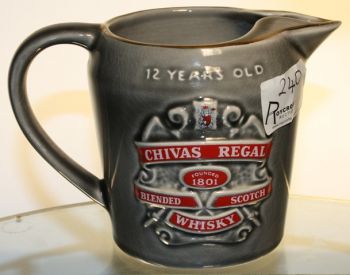 12 YEARS OLD
240
CHIVAS REGAL
FOUNDED
1801
BLENDED SCOTCH
WHISKY